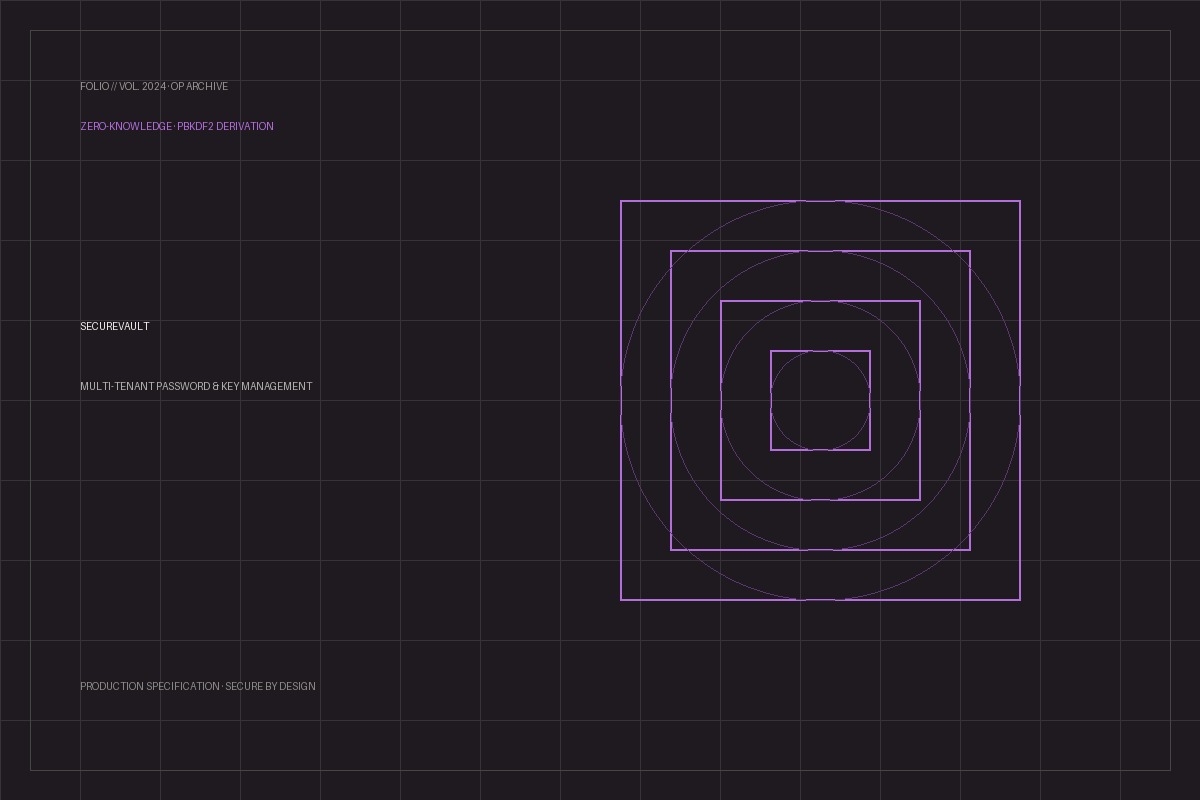 FOLIO // VOL. 2024 · OP ARCHIVE
ZERO-KNOWLEDGE · PBKDF2 DERIVATION
SECUREVAULT
MULTI-TENANT PASSWORD & KEY MANAGEMENT
PRODUCTION SPECIFICATION · SECURE BY DESIGN